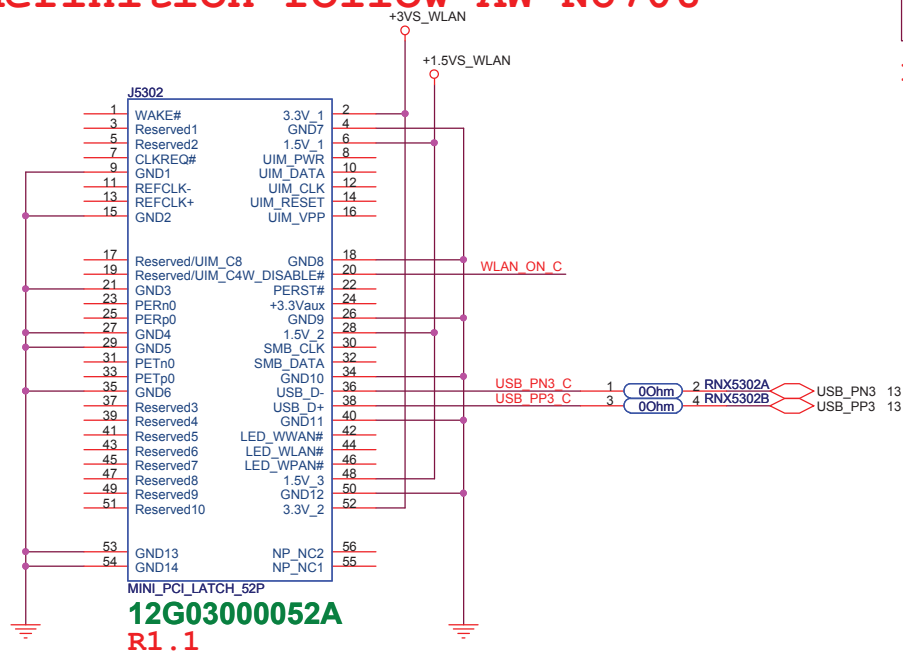 +3VS_WLAN
+1.5VS_WLAN
J5302
1 WAKE# 3.3V_1 2
3 Reserved1 GND7 4
5 Reserved2 1.5V_1 6
7 CLKREQ# UIM_PWR 8
9 GND1 UIM_DATA 10
11 REFCLK- UIM_CLK 12
13 REFCLK+ UIM_RESET 14
15 GND2 UIM_VPP 16
17 Reserved/UIM_C8 GND8 18
19 Reserved/UIM_C4W_DISABLE# 20 WLAN_ON_C
21 GND3 PERST# 22
23 PERn0 +3.3Vaux 24
25 PERp0 GND9 26
27 GND4 1.5V_2 28
29 GND5 SMB_CLK 30
31 PETn0 SMB_DATA 32
33 PETp0 GND10 34
35 GND6 USB_D- 36 USB_PN3_C 1 0Ohm 2 RNX5302A USB_PN3 13
37 Reserved3 USB_D+ 38 USB_PP3_C 3 0Ohm 4 RNX5302B USB_PP3 13
39 Reserved4 GND11 40
41 Reserved5 LED_WWAN# 42
43 Reserved6 LED_WLAN# 44
45 Reserved7 LED_WPAN# 46
47 Reserved8 1.5V_3 48
49 Reserved9 GND12 50
51 Reserved10 3.3V_2 52
53 GND13 NP_NC2 56
54 GND14 NP_NC1 55
MINI_PCI_LATCH_52P
12G03000052A
R1.1